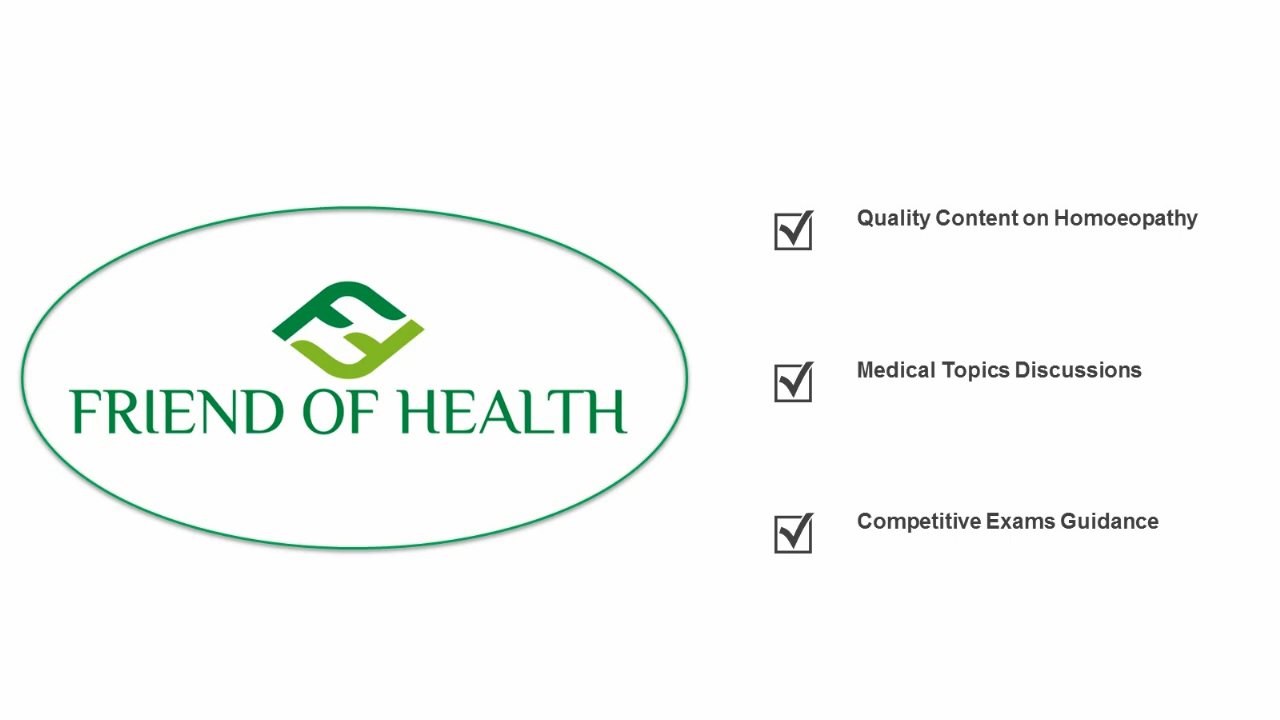 FRIEND OF HEALTH
Quality Content on Homoeopathy
Medical Topics Discussions
Competitive Exams Guidance